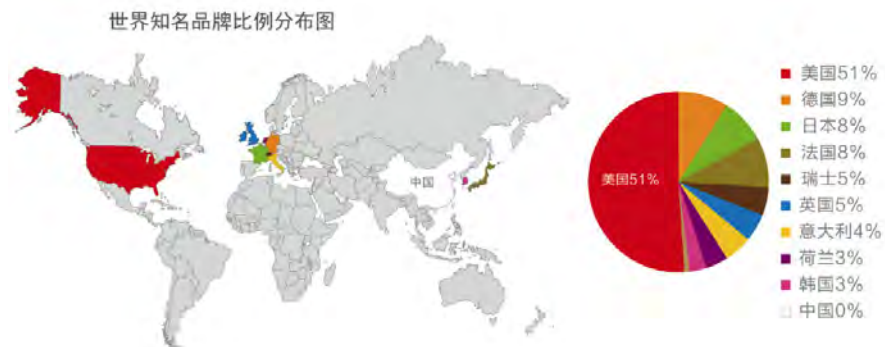 世界知名品牌比例分布图
中国
美国51%
美国51%
德国9%
日本8%
法国8%
瑞士5%
英国5%
意大利4%
荷兰3%
韩国3%
中国0%